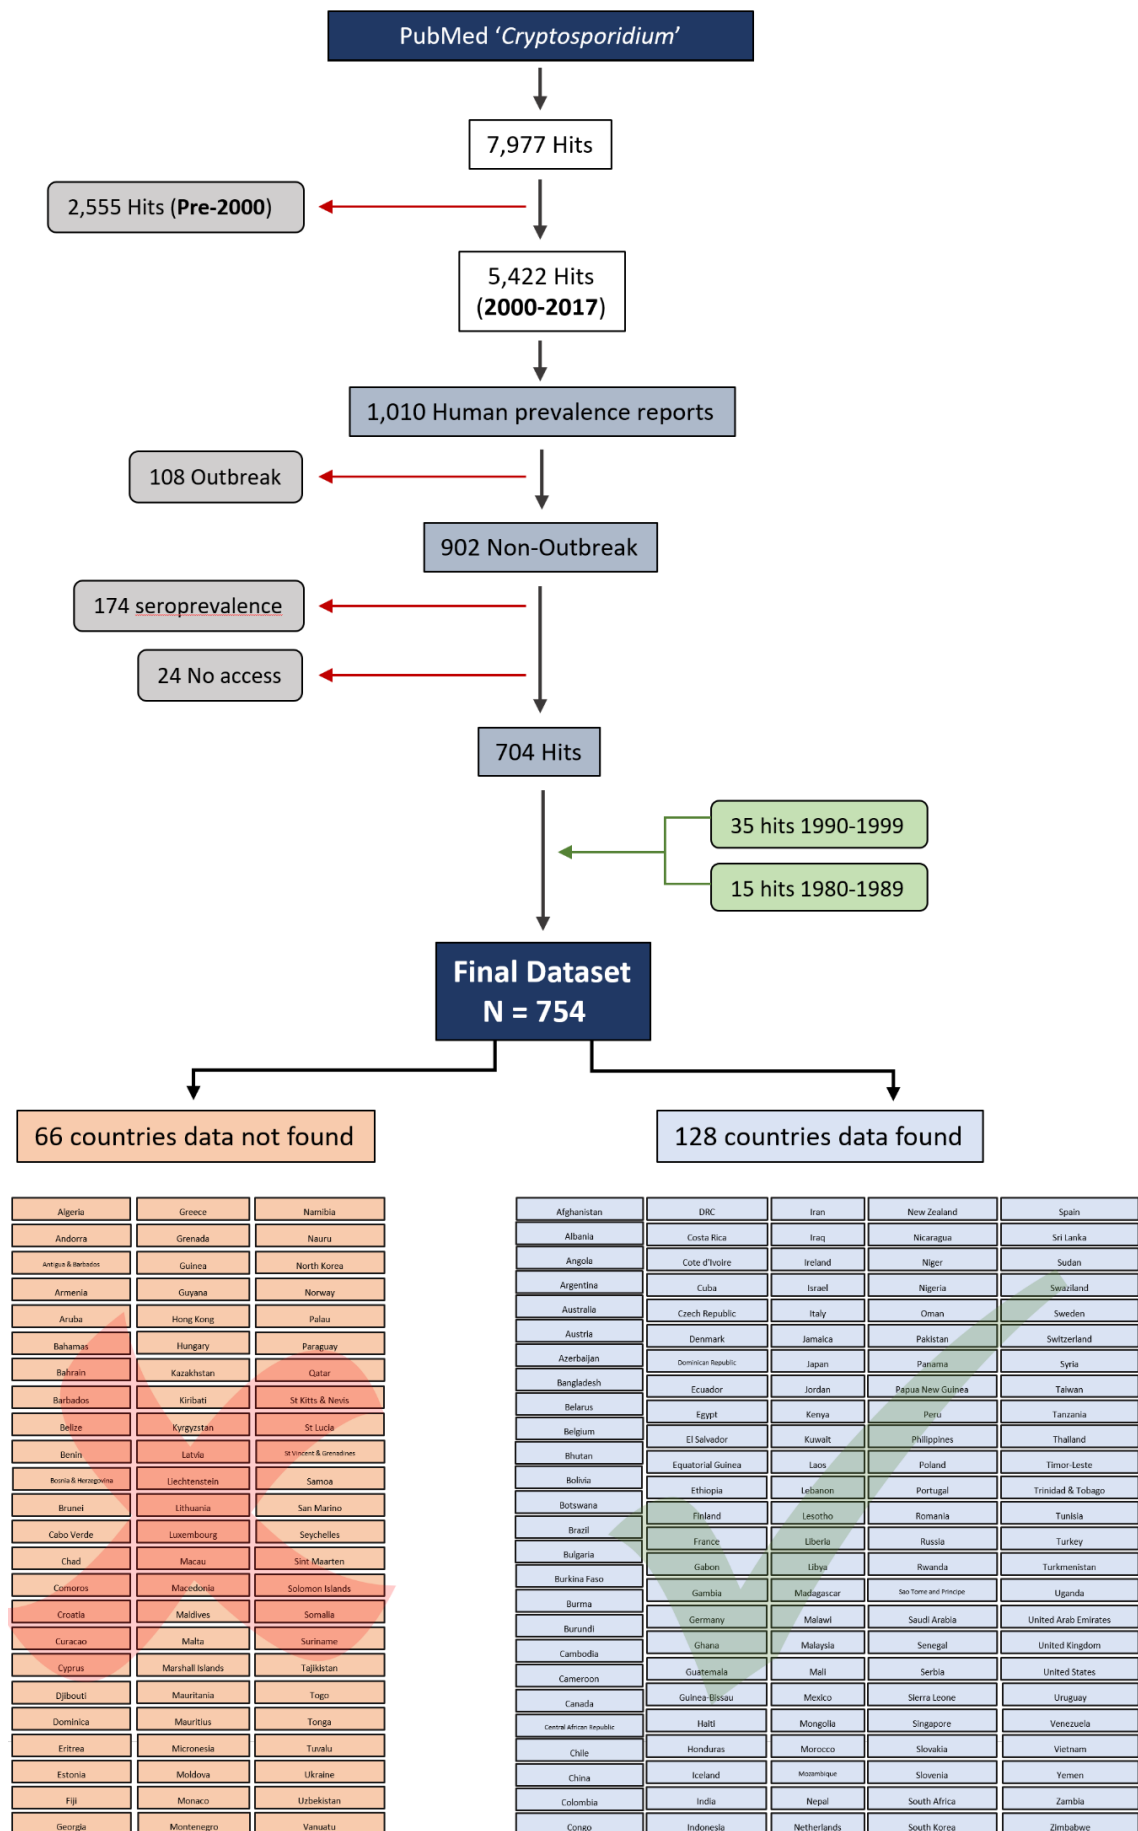 PubMed ‘Cryptosporidium’
7,977 Hits
2,555 Hits (Pre-2000)
5,422 Hits
(2000-2017)
1,010 Human prevalence reports
108 Outbreak
902 Non-Outbreak
174 seroprevalence
24 No access
704 Hits
35 hits 1990-1999
15 hits 1980-1989
Final Dataset
N = 754
66 countries data not found
128 countries data found
Algeria
Andorra
Antigua & Barbados
Armenia
Aruba
Bahamas
Bahrain
Barbados
Belize
Benin
Bosnia & Herzegovina
Brunei
Cabo Verde
Chad
Comoros
Croatia
Curacao
Cyprus
Djibouti
Dominica
Eritrea
Estonia
Fiji
Georgia
Greece
Grenada
Guinea
Guyana
Hong Kong
Hungary
Kazakhstan
Kiribati
Kyrgyzstan
Latvia
Liechtenstein
Lithuania
Luxembourg
Macau
Macedonia
Maldives
Malta
Marshall Islands
Mauritania
Mauritius
Micronesia
Moldova
Monaco
Montenegro
Namibia
Nauru
North Korea
Norway
Palau
Paraguay
Qatar
St Kitts & Nevis
St Lucia
St Vincent & Grenadines
Samoa
San Marino
Seychelles
Sint Maarten
Solomon Islands
Somalia
Suriname
Tajikistan
Togo
Tonga
Tuvalu
Ukraine
Uzbekistan
Vanuatu
Afghanistan
Albania
Angola
Argentina
Australia
Austria
Azerbaijan
Bangladesh
Belarus
Belgium
Bhutan
Bolivia
Botswana
Brazil
Bulgaria
Burkina Faso
Burma
Burundi
Cambodia
Cameroon
Canada
Central African Republic
Chile
China
Colombia
Congo
DRC
Costa Rica
Cote d'Ivoire
Cuba
Czech Republic
Denmark
Dominican Republic
Ecuador
Egypt
El Salvador
Equatorial Guinea
Ethiopia
Finland
France
Gabon
Gambia
Germany
Ghana
Guatemala
Guinea-Bissau
Haiti
Honduras
Iceland
India
Indonesia
Iran
Iraq
Ireland
Israel
Italy
Jamaica
Japan
Jordan
Kenya
Kuwait
Laos
Lebanon
Lesotho
Liberia
Libya
Madagascar
Malawi
Malaysia
Mali
Mexico
Mongolia
Morocco
Mozambique
Nepal
Netherlands
New Zealand
Nicaragua
Niger
Nigeria
Oman
Pakistan
Panama
Papua New Guinea
Peru
Philippines
Poland
Portugal
Romania
Russia
Rwanda
Sao Tome and Principe
Saudi Arabia
Senegal
Serbia
Sierra Leone
Singapore
Slovakia
Slovenia
South Africa
South Korea
Spain
Sri Lanka
Sudan
Swaziland
Sweden
Switzerland
Syria
Taiwan
Tanzania
Thailand
Timor-Leste
Trinidad & Tobago
Tunisia
Turkey
Turkmenistan
Uganda
United Arab Emirates
United Kingdom
United States
Uruguay
Venezuela
Vietnam
Yemen
Zambia
Zimbabwe